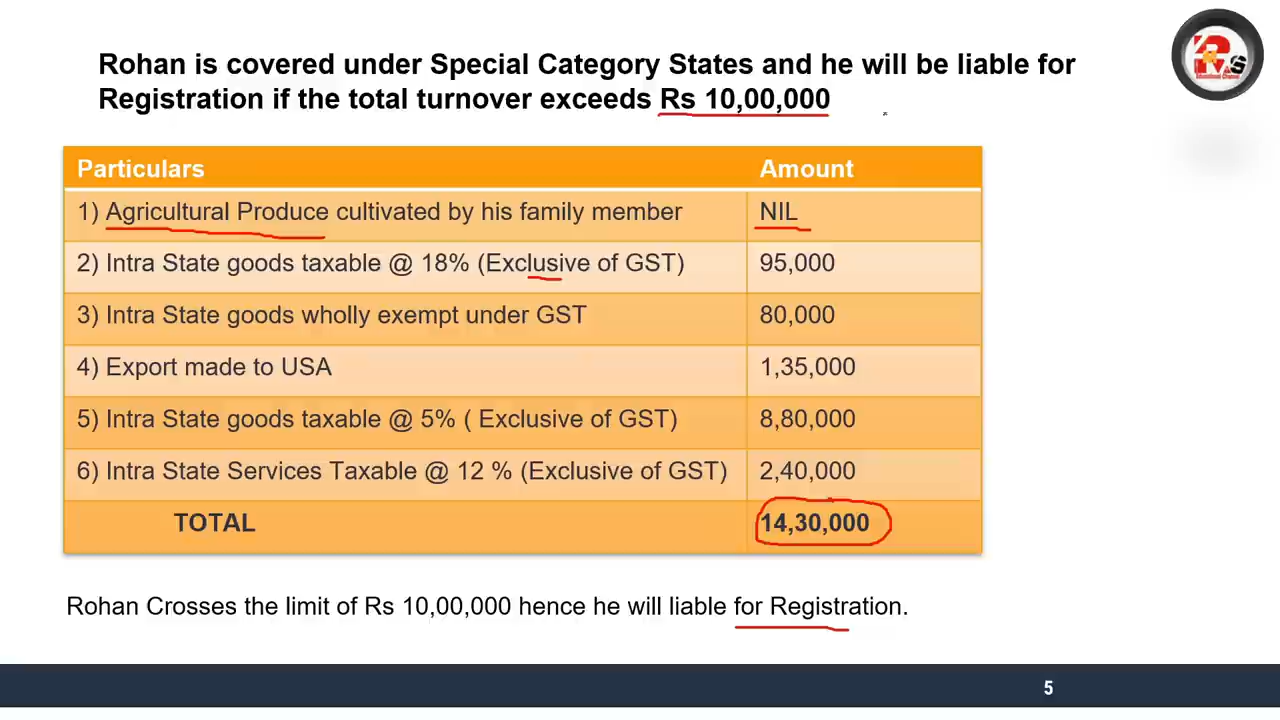 Rohan is covered under Special Category States and he will be liable for
Registration if the total turnover exceeds Rs 10,00,000
Particulars Amount
1) Agricultural Produce cultivated by his family member NIL
2) Intra State goods taxable @ 18% (Exclusive of GST) 95,000
3) Intra State goods wholly exempt under GST 80,000
4) Export made to USA 1,35,000
5) Intra State goods taxable @ 5% ( Exclusive of GST) 8,80,000
6) Intra State Services Taxable @ 12 % (Exclusive of GST) 2,40,000
TOTAL 14,30,000
Rohan Crosses the limit of Rs 10,00,000 hence he will liable for Registration.
5